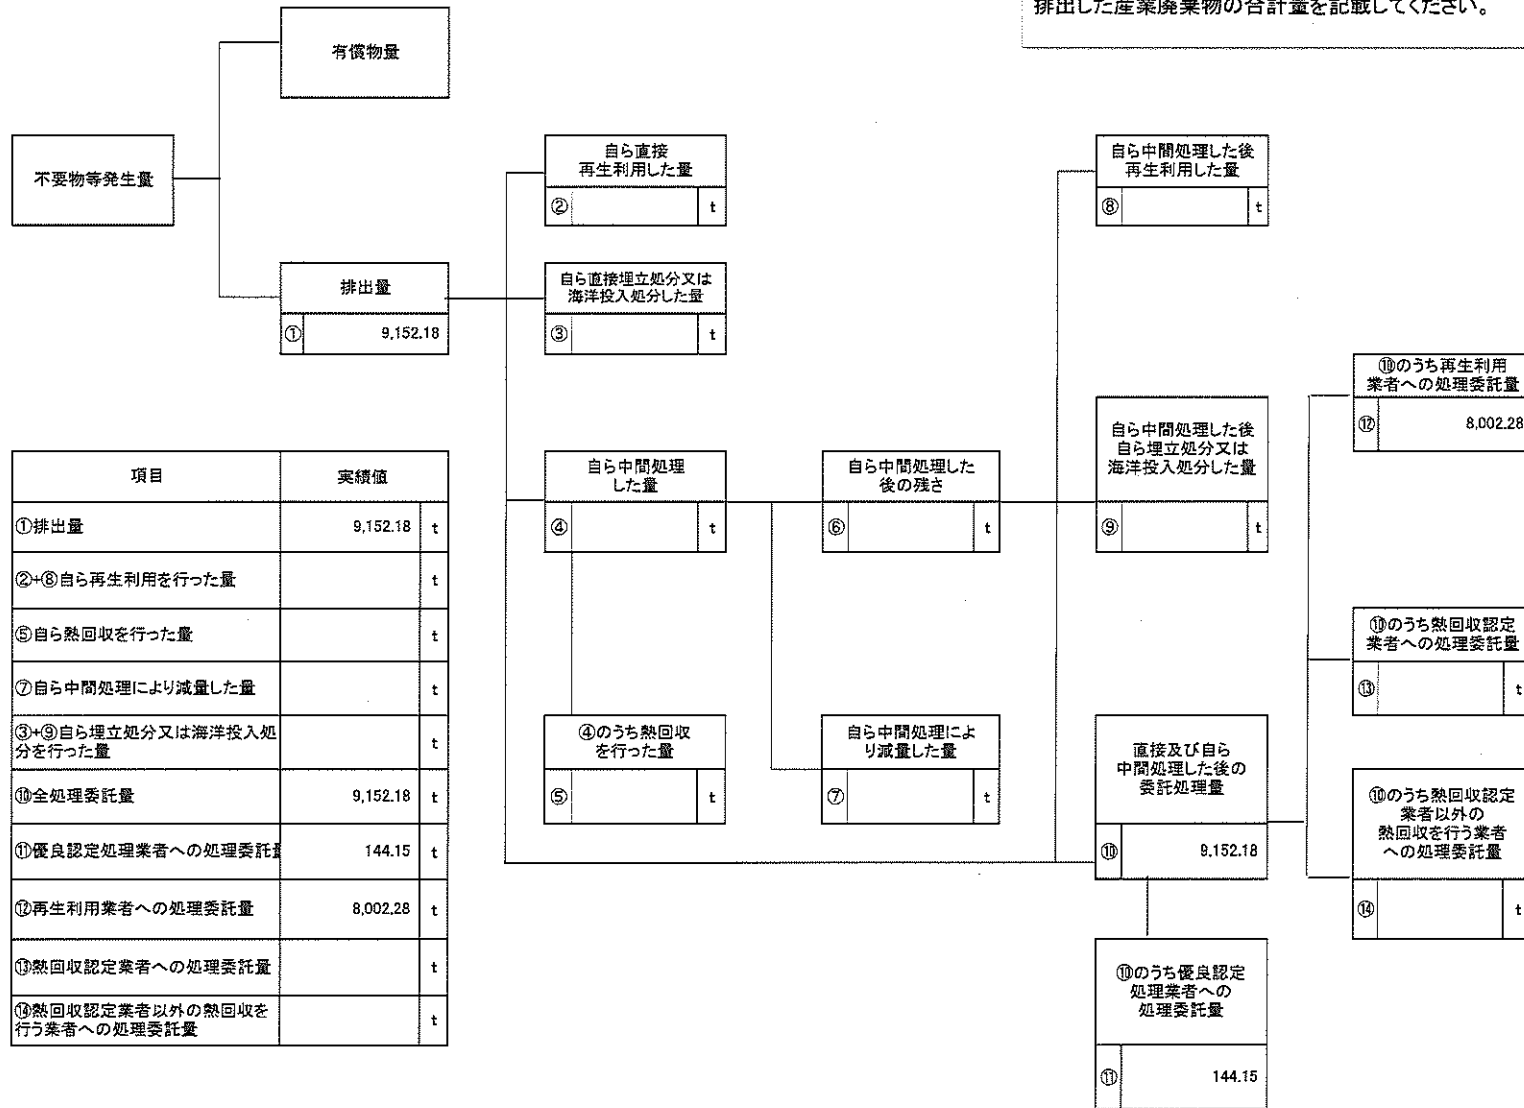 排出した産業廃棄物の合計量を記載してください。
有償物量
不要物等発生量
自ら直接
再生利用した量
② t
自ら中間処理した後
再生利用した量
⑧ t
排出量
① 9,152.18
自ら直接埋立処分又は
海洋投入処分した量
③ t
⑩のうち再生利用
業者への処理委託量
⑫ 8,002.28
自ら中間処理
した量
④ t
自ら中間処理した
後の残さ
⑥ t
自ら中間処理した後
自ら埋立処分又は
海洋投入処分した量
⑨ t
⑩のうち熱回収認定
業者への処理委託量
⑬ t
④のうち熱回収
を行った量
⑤ t
自ら中間処理によ
り減量した量
⑦ t
直接及び自ら
中間処理した後の
委託処理量
⑩ 9,152.18
⑩のうち熱回収認定
業者以外の
熱回収を行う業者
への処理委託量
⑭ t
⑩のうち優良認定
処理業者への
処理委託量
⑪ 144.15
項目 実績値
①排出量 9,152.18 t
②+⑧自ら再生利用を行った量 t
⑤自ら熱回収を行った量 t
⑦自ら中間処理により減量した量 t
③+⑨自ら埋立処分又は海洋投入処
分を行った量 t
⑩全処理委託量 9,152.18 t
⑪優良認定処理業者への処理委託量 144.15 t
⑫再生利用業者への処理委託量 8,002.28 t
⑬熱回収認定業者への処理委託量 t
⑭熱回収認定業者以外の熱回収を
行う業者への処理委託量 t